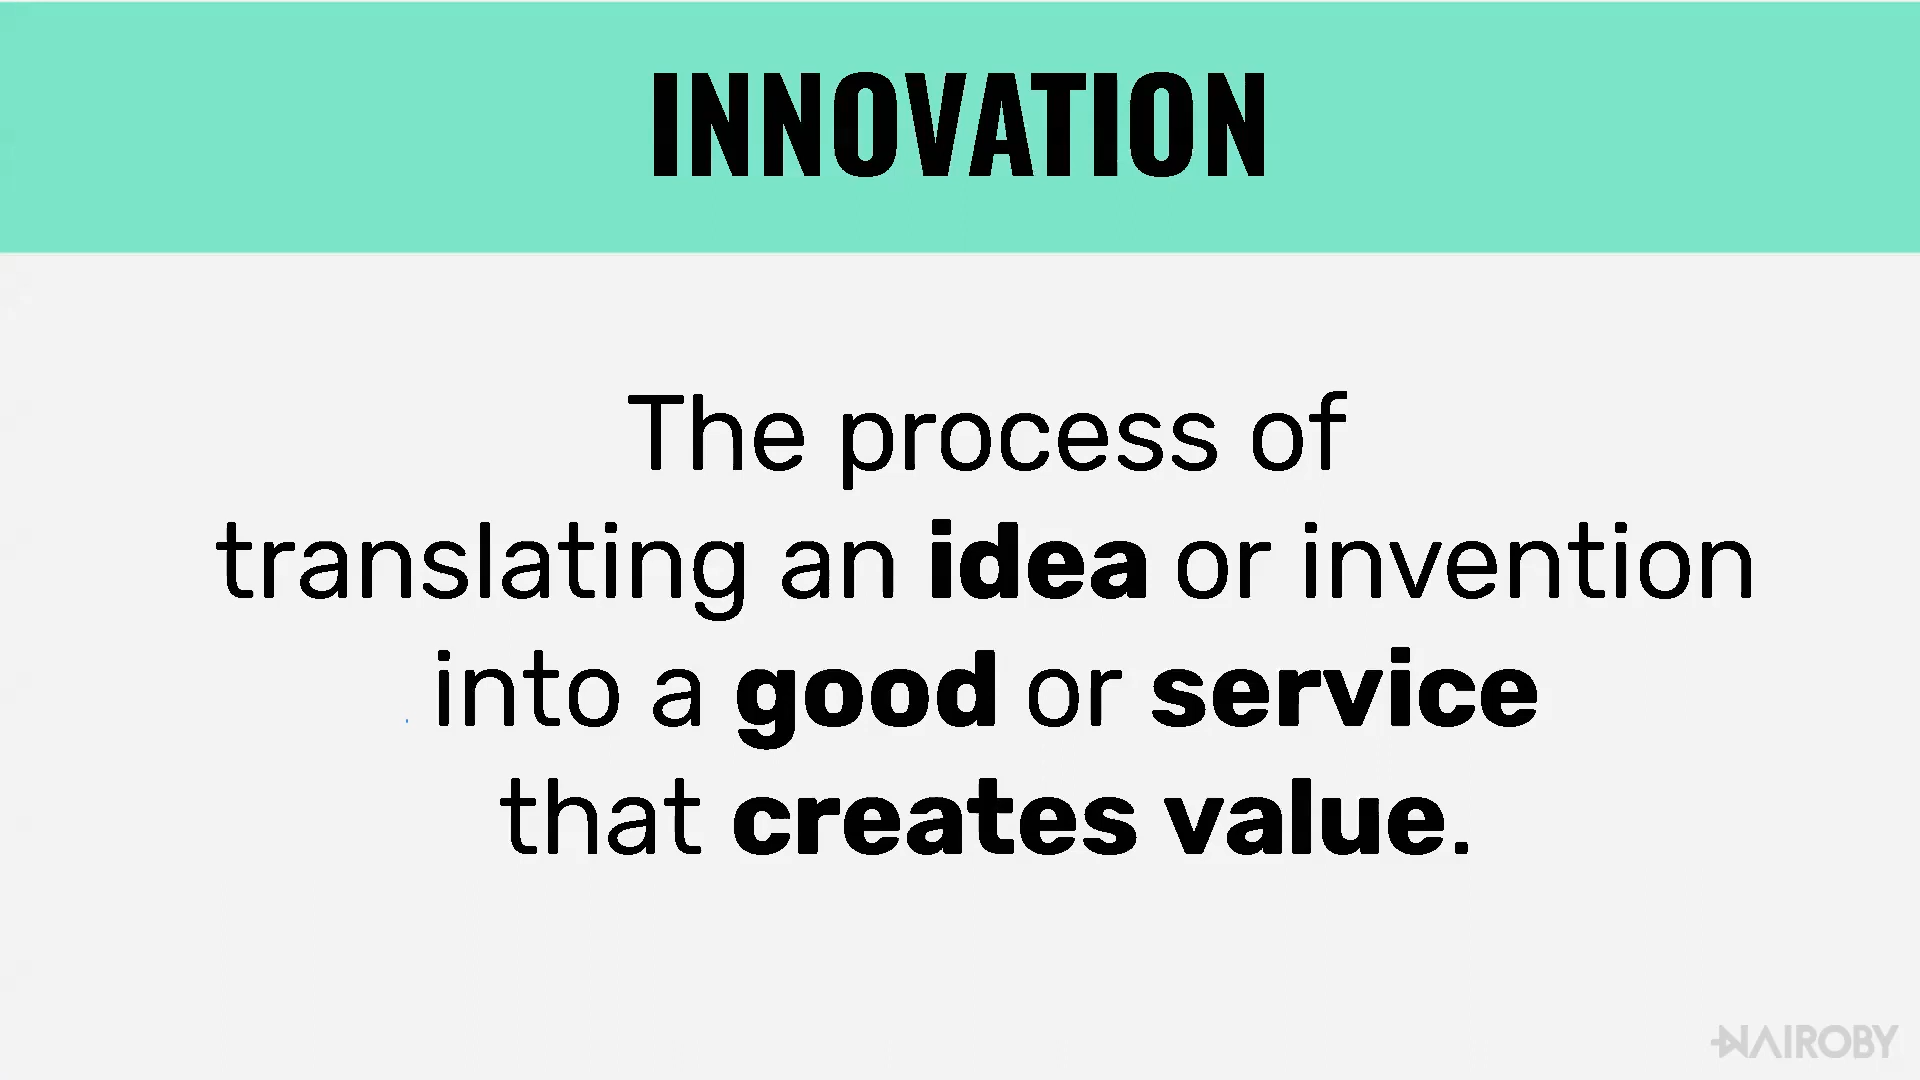 INNOVATION
The process of
translating an idea or invention
into a good or service
that creates value.
NAIROBY